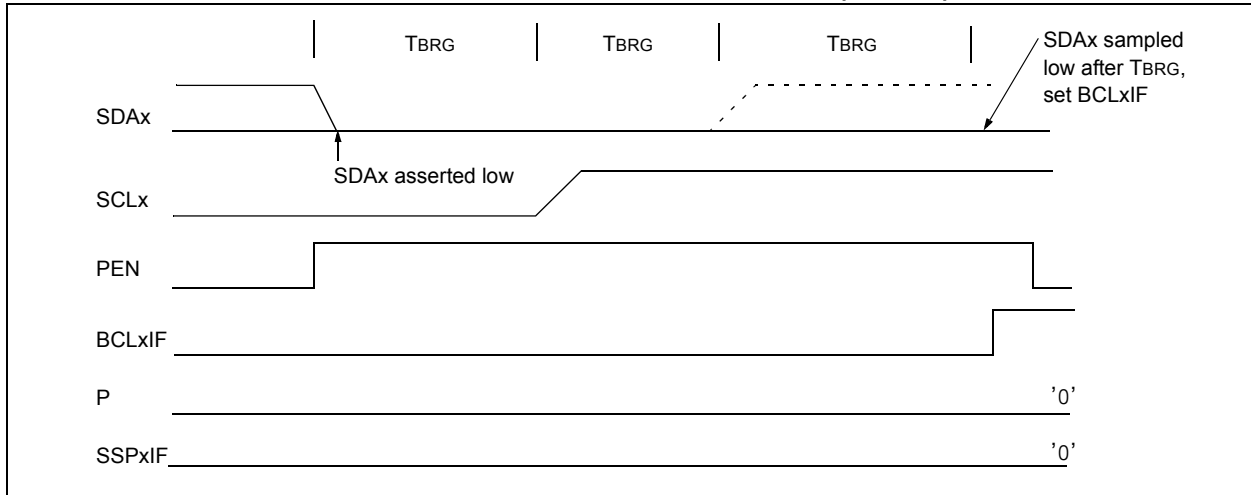 TBRG TBRG TBRG
SDAx sampled
low after TBRG,
set BCLxIF
SDAx
SDAx asserted low
SCLx
PEN
BCLxIF
P '0'
SSPxIF '0'